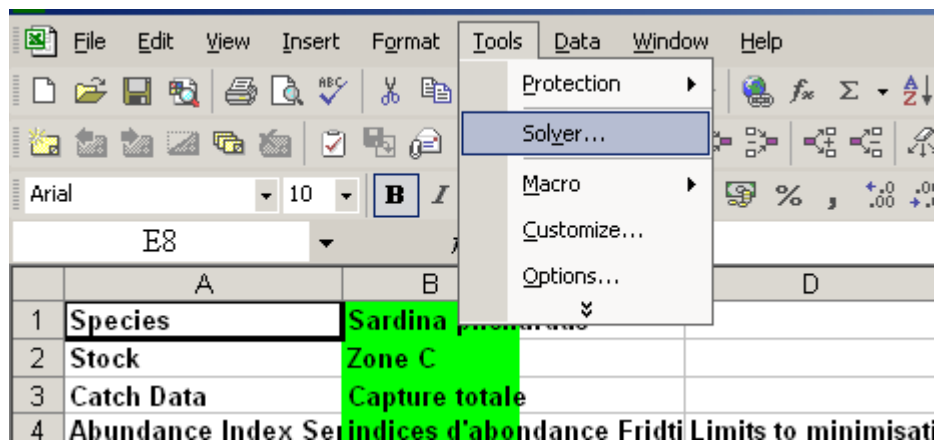 File Edit View Insert Format Tools Data Window Help
Protection
ABC
Solver...
Arial 10 B I % ,
Macro
Customize...
E8
Options...
A B D
1 Species Sardina
2 Stock Zone C
3 Catch Data Capture totale
4 Abundance Index Ser indices d'abondance Fridti Limits to minimisati